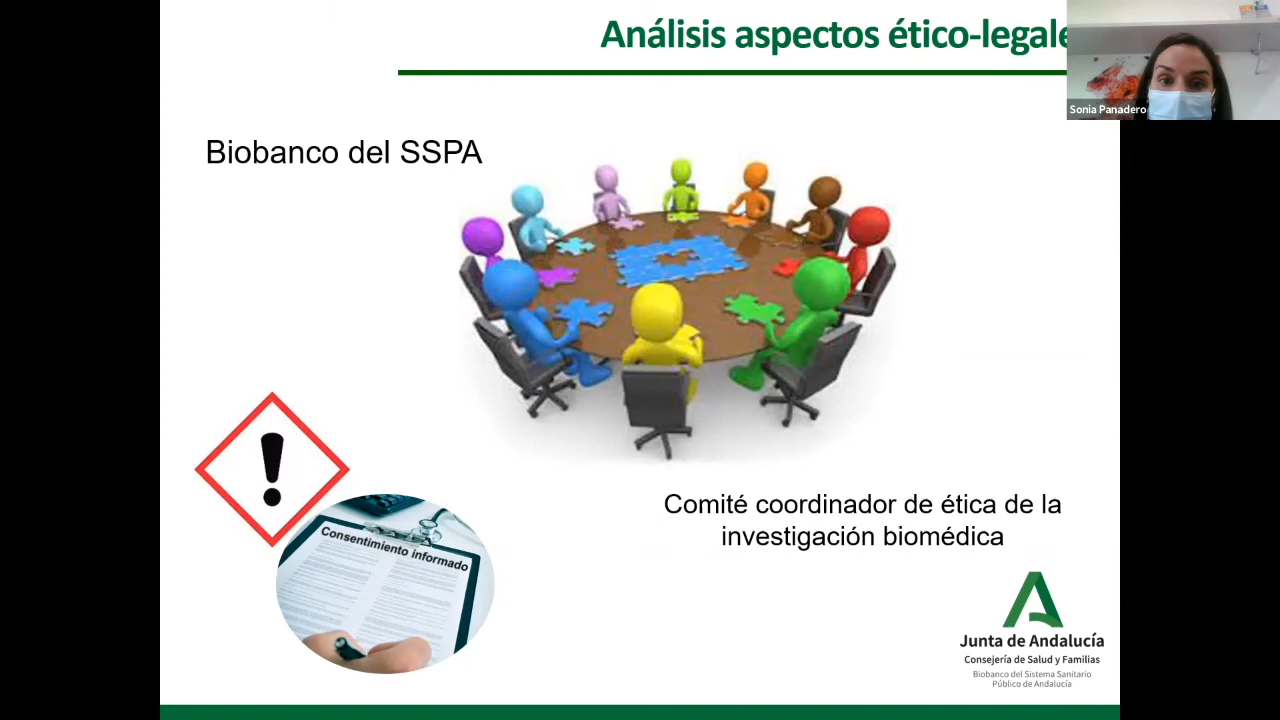 Análisis aspectos ético-legale
Sonia Panadero
Biobanco del SSPA
Consentimiento informado
Comité coordinador de ética de la
investigación biomédica
Junta de Andalucía
Consejería de Salud y Familias
Biobanco del Sistema Sanitario
Público de Andalucía